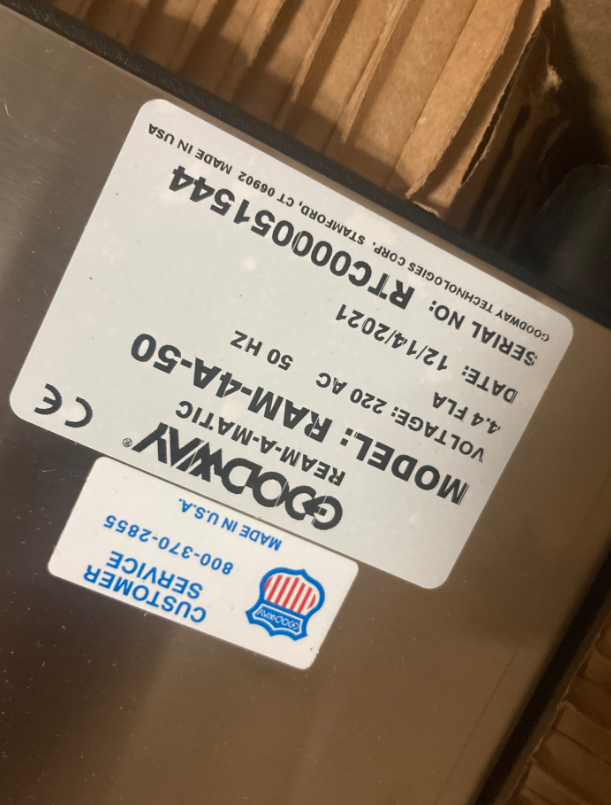 GOODWAY®
REAM-A-MATIC
MODEL: RAM-4A-50
VOLTAGE: 220 AC 50 HZ
4.4 FLA
DATE: 12/14/2021
SERIAL NO: RTC000051544
GOODWAY TECHNOLOGIES CORP. STAMFORD, CT 06902 MADE IN USA
CE
GOODWAY
CUSTOMER
SERVICE
800-370-2855
MADE IN U.S.A.